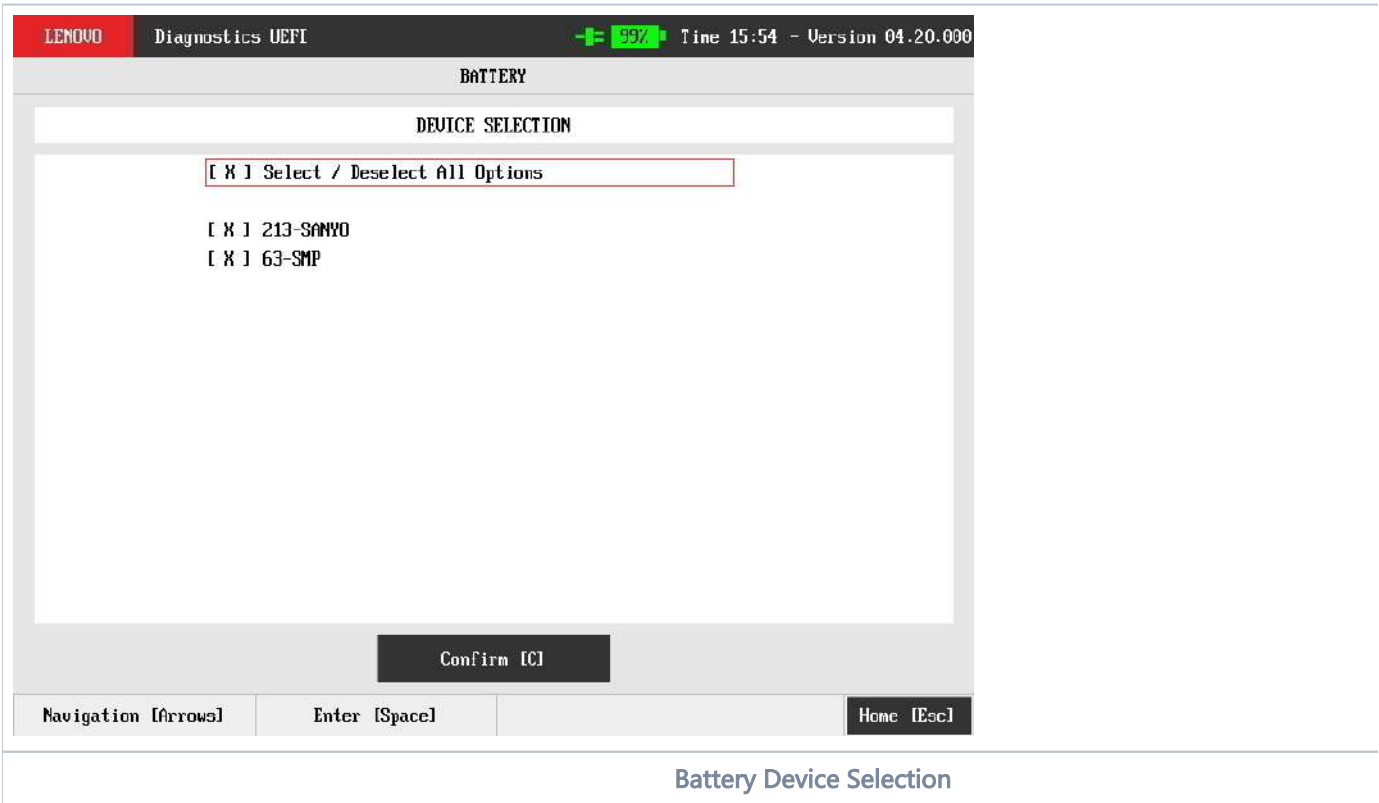 LENOVO Diagnostics UEFI 99% Time 15:54 - Version 04.20.000
BATTERY
DEVICE SELECTION
[ X ] Select / Deselect All Options
[ X ] 213-SANYO
[ X ] 63-SMP
Confirm [C]
Navigation [Arrows] Enter [Space] Home [Esc]
Battery Device Selection